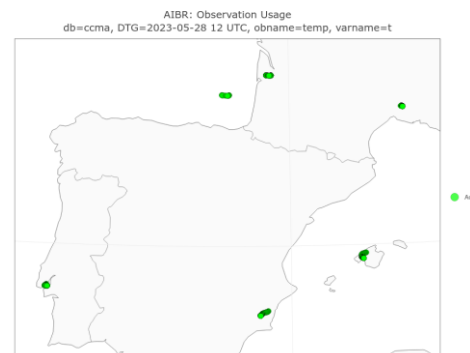 AIBR: Observation Usage
db=ccma, DTG=2023-05-28 12 UTC, obname=temp, varname=t